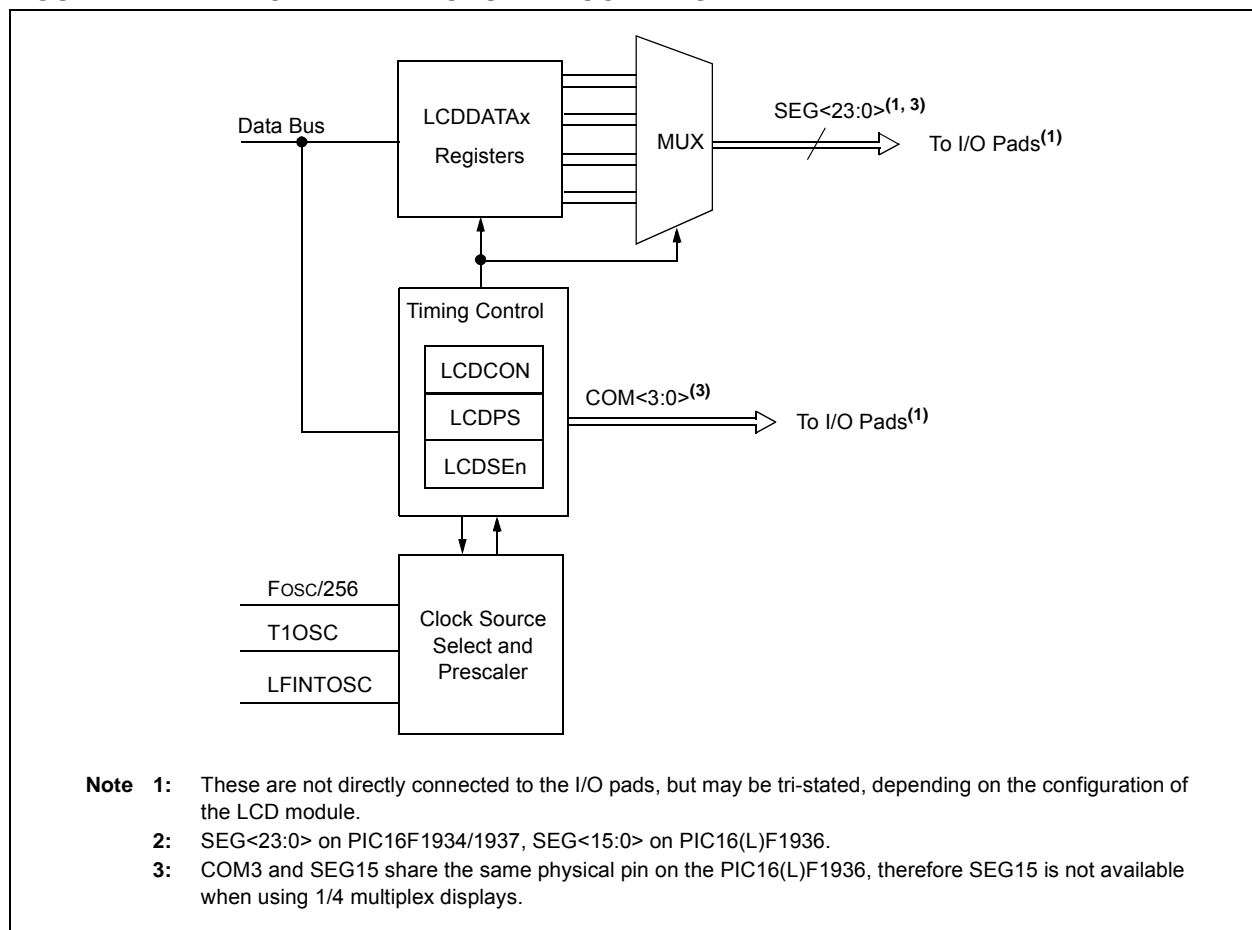 LCDDATAx
Registers
Data Bus
MUX
SEG<23:0>(1, 3)
To I/O Pads(1)
Timing Control
LCDCON
LCDPS
LCDSEn
COM<3:0>(3)
To I/O Pads(1)
FOSC/256
T1OSC
LFINTOSC
Clock Source
Select and
Prescaler
Note 1: These are not directly connected to the I/O pads, but may be tri-stated, depending on the configuration of
the LCD module.
2: SEG<23:0> on PIC16F1934/1937, SEG<15:0> on PIC16(L)F1936.
3: COM3 and SEG15 share the same physical pin on the PIC16(L)F1936, therefore SEG15 is not available
when using 1/4 multiplex displays.